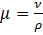 μ = ν/ρ